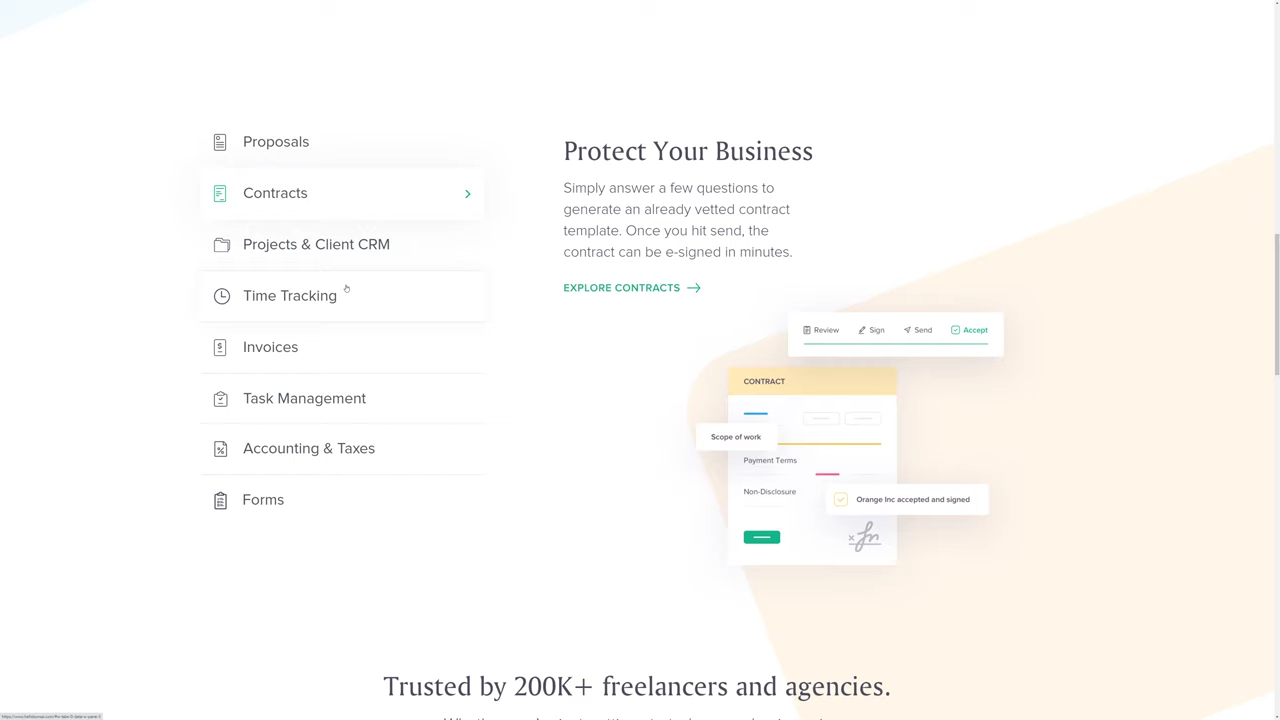 Proposals
Contracts
Projects & Client CRM
Time Tracking
Invoices
Task Management
Accounting & Taxes
Forms
Protect Your Business
Simply answer a few questions to
generate an already vetted contract
template. Once you hit send, the
contract can be e-signed in minutes.
EXPLORE CONTRACTS
Review Sign Send Accept
CONTRACT
Scope of work
Payment Terms
Non-Disclosure
Orange Inc accepted and signed
Trusted by 200K+ freelancers and agencies.